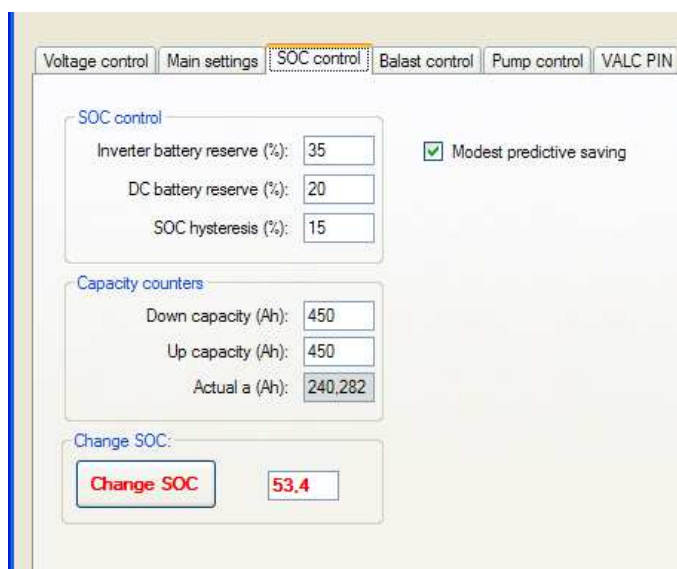 Voltage control Main settings SOC control Balast control Pump control VALC PIN
SOC control
Inverter battery reserve (%): 35
Modest predictive saving
DC battery reserve (%): 20
SOC hysteresis (%): 15
Capacity counters
Down capacity (Ah): 450
Up capacity (Ah): 450
Actual a (Ah): 240,282
Change SOC:
Change SOC 53,4